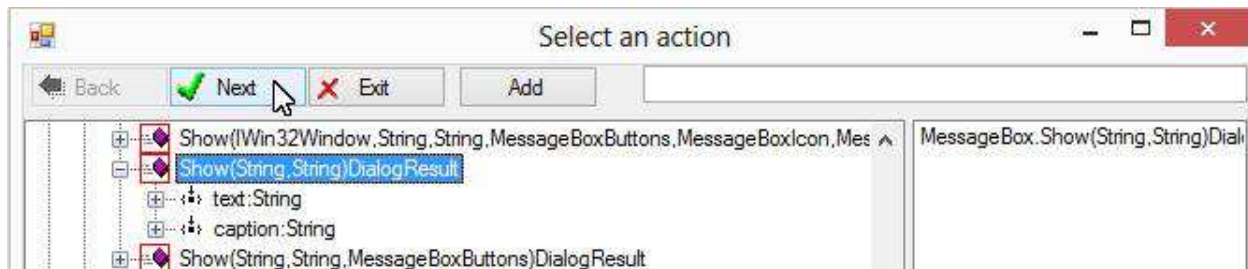 Select an action
Back Next Exit Add
Show(IWin32Window,String,String,MessageBoxButtons,MessageBoxIcon,Mes
MessageBox.Show(String,String)Dial
Show(String,String)DialogResult
text:String
caption:String
Show(String,String,MessageBoxButtons)DialogResult